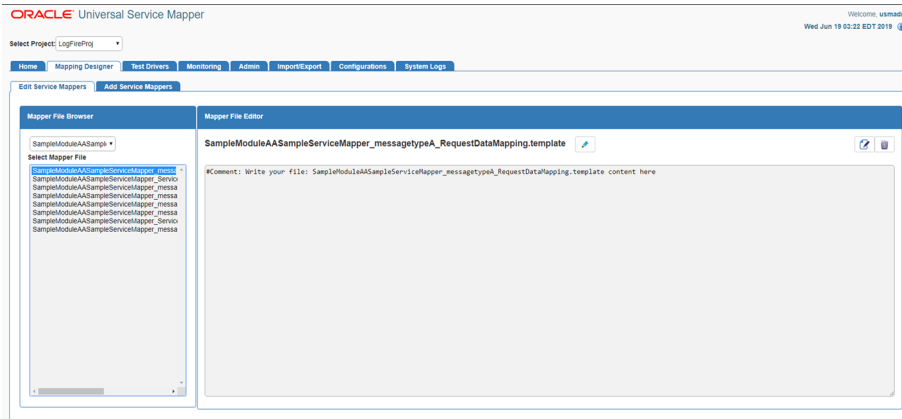 ORACLE Universal Service Mapper
Welcome, usmad
Wed Jun 19 03:22 EDT 2019
Select Project: LogFireProj
Home Mapping Designer Test Drivers Monitoring Admin Import/Export Configurations System Logs
Edit Service Mappers Add Service Mappers
Mapper File Browser
Mapper File Editor
SampleModuleAASampl
SampleModuleAASampleServiceMapper_messagetypeA_RequestDataMapping.template
Select Mapper File
SampleModuleAASampleServiceMapper_messa
SampleModuleAASampleServiceMapper_Servic
SampleModuleAASampleServiceMapper_messa
SampleModuleAASampleServiceMapper_messa
SampleModuleAASampleServiceMapper_messa
SampleModuleAASampleServiceMapper_messa
SampleModuleAASampleServiceMapper_Servic
SampleModuleAASampleServiceMapper_messa
#Comment: Write your file: SampleModuleAASampleServiceMapper_messagetypeA_RequestDataMapping.template content here